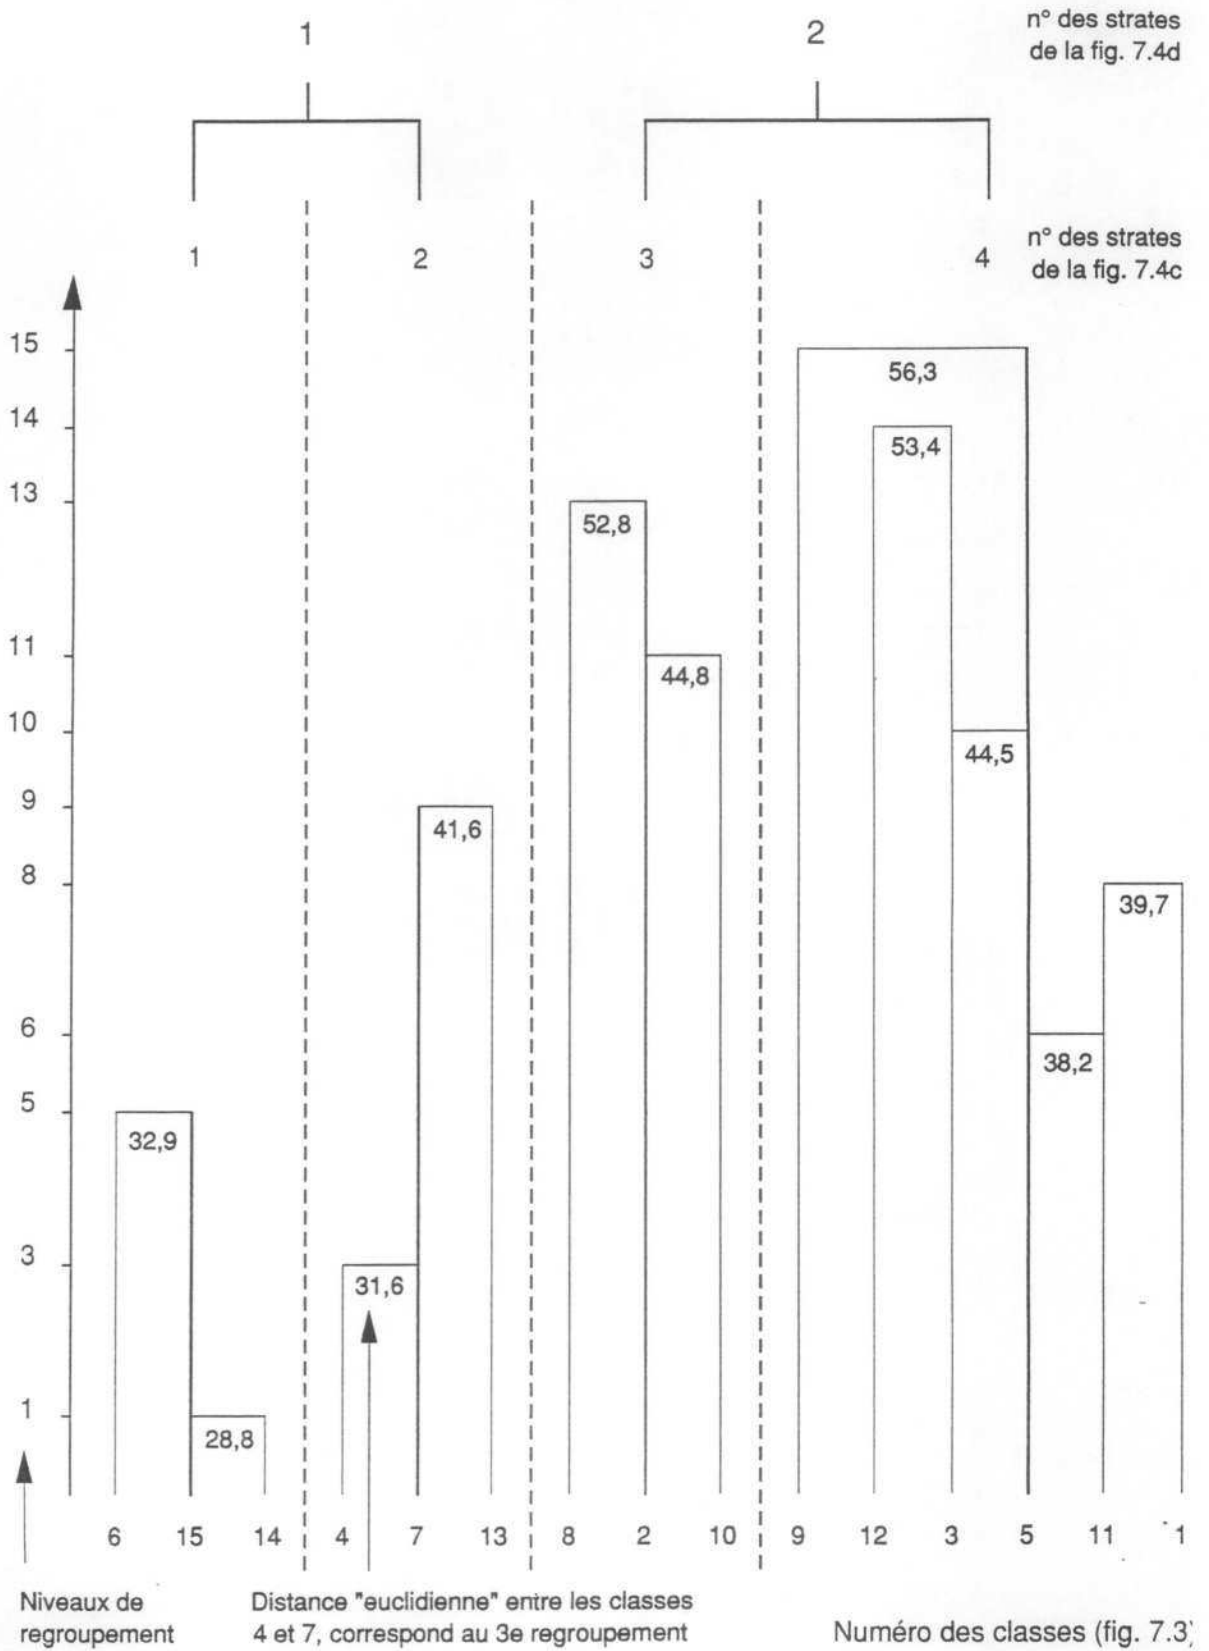 1 2 n° des strates
de la fig. 7.4d
1 2 3 4 n° des strates
de la fig. 7.4c
15
56,3
14
53,4
13
52,8
11
44,8
10
44,5
9
41,6
8
39,7
6
38,2
5
32,9
3
31,6
1
28,8
6 15 14 4 7 13 8 2 10 9 12 3 5 11 1
Niveaux de
regroupement
Distance "euclidienne" entre les classes
4 et 7, correspond au 3e regroupement
Numéro des classes (fig. 7.3)